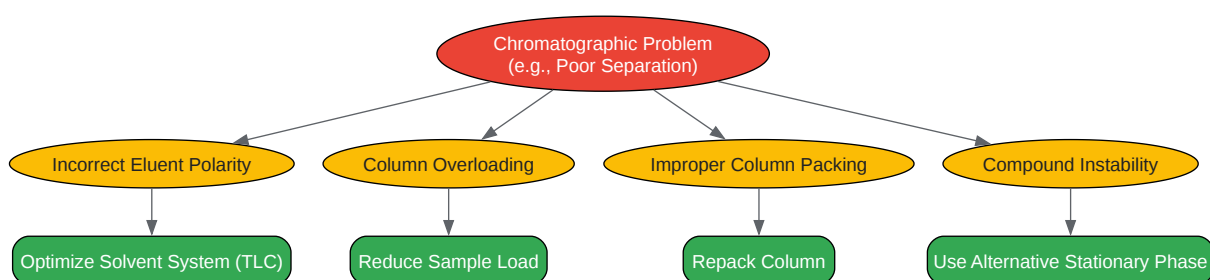 Chromatographic Problem
(e.g., Poor Separation)
Incorrect Eluent Polarity
Column Overloading
Improper Column Packing
Compound Instability
Optimize Solvent System (TLC)
Reduce Sample Load
Repack Column
Use Alternative Stationary Phase